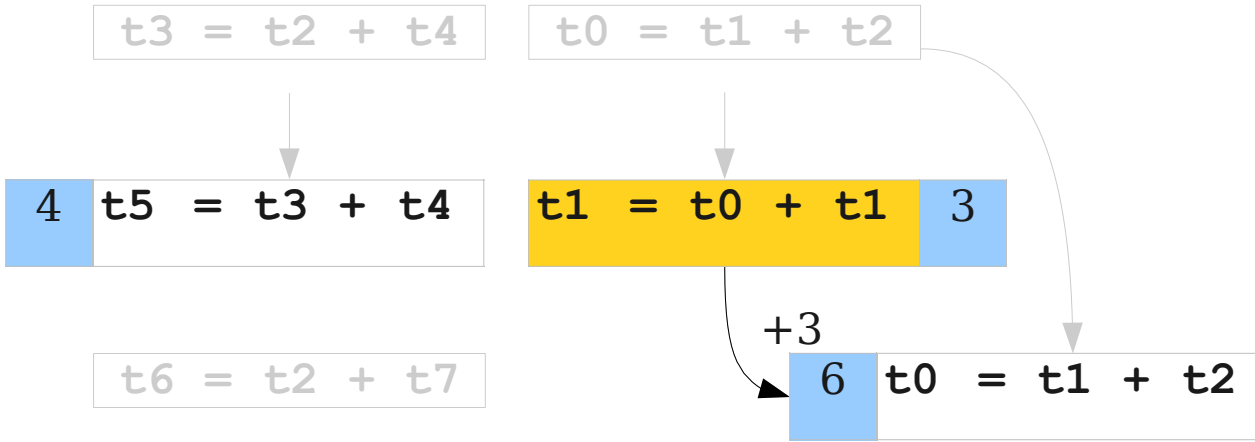 t3 = t2 + t4
t0 = t1 + t2
4 t5 = t3 + t4
t1 = t0 + t1 3
+3
t6 = t2 + t7
6 t0 = t1 + t2